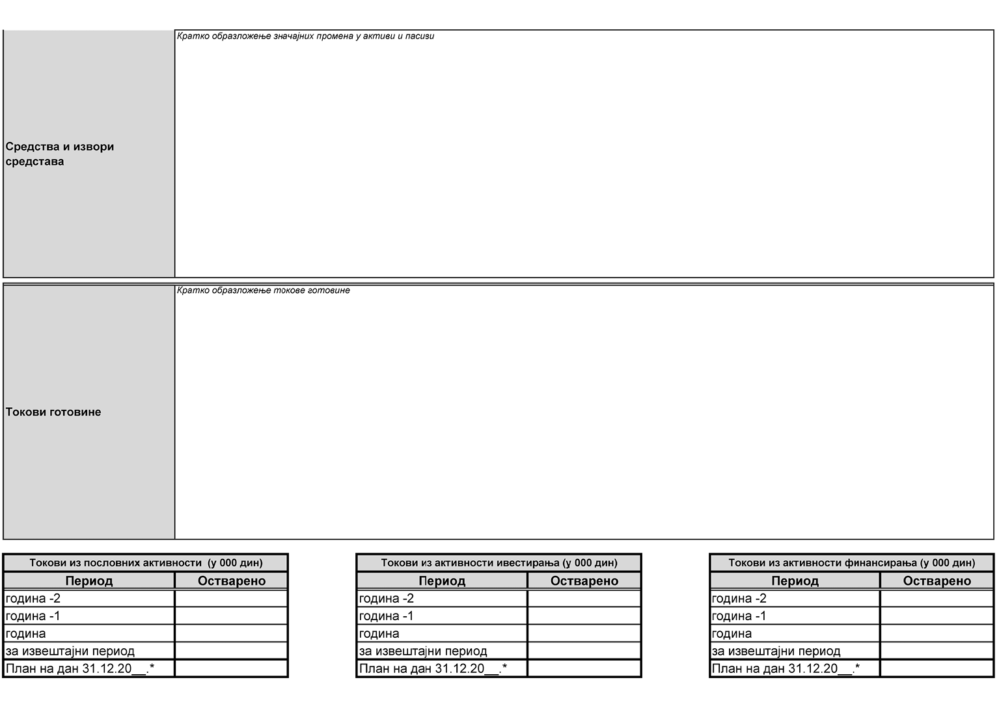 Кратко образложење значајних промена у активи и пасиви
Средства и извори
средстава
Кратко образложење токове готовине
Токови готовине
Токови из пословних активности (у 000 дин)
Период Остварено
година -2
година -1
година
за извештајни период
План на дан 31.12.20__.*
Токови из активности ивестирања (у 000 дин)
Период Остварено
година -2
година -1
година
за извештајни период
План на дан 31.12.20__.*
Токови из активности финансирања (у 000 дин)
Период Остварено
година -2
година -1
година
за извештајни период
План на дан 31.12.20__.*